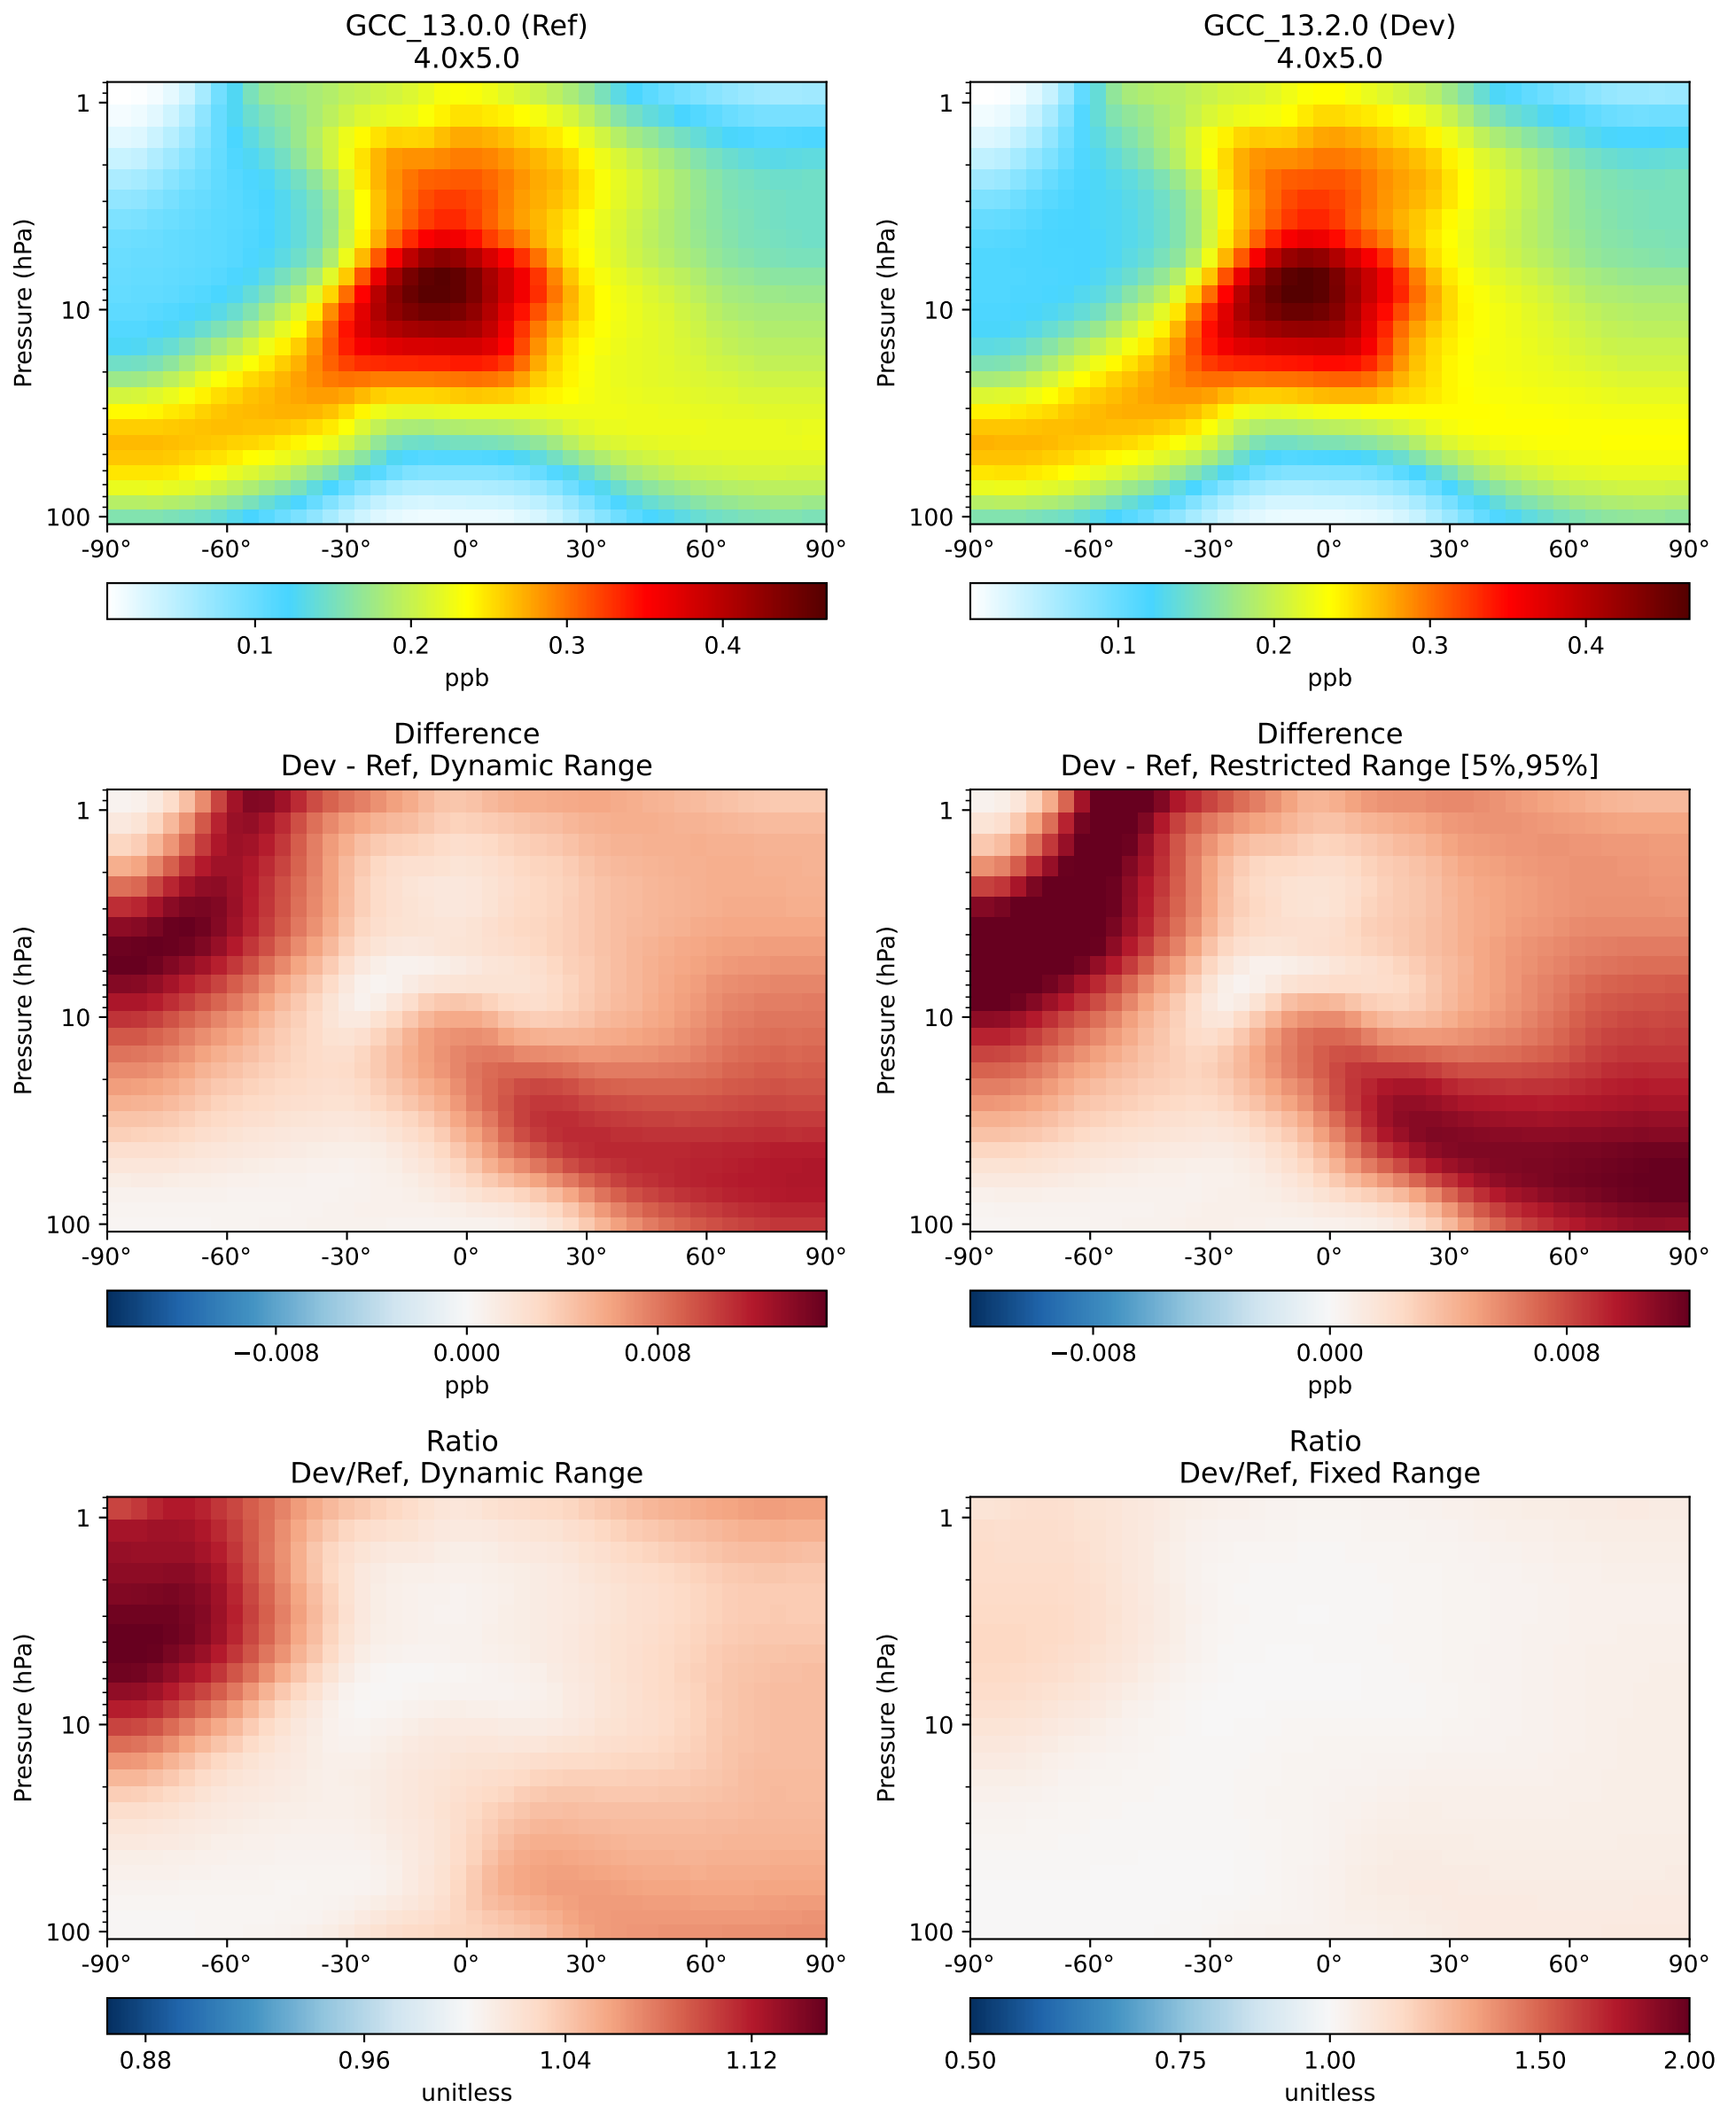 GCC_13.0.0 (Ref)
4.0x5.0
Pressure (hPa)
1
10
100
-90° -60° -30° 0° 30° 60° 90°
0.1 0.2 0.3 0.4
ppb
GCC_13.2.0 (Dev)
4.0x5.0
Pressure (hPa)
1
10
100
-90° -60° -30° 0° 30° 60° 90°
0.1 0.2 0.3 0.4
ppb
Difference
Dev - Ref, Dynamic Range
Pressure (hPa)
1
10
100
-90° -60° -30° 0° 30° 60° 90°
−0.008 0.000 0.008
ppb
Difference
Dev - Ref, Restricted Range [5%,95%]
Pressure (hPa)
1
10
100
-90° -60° -30° 0° 30° 60° 90°
−0.008 0.000 0.008
ppb
Ratio
Dev/Ref, Dynamic Range
Pressure (hPa)
1
10
100
-90° -60° -30° 0° 30° 60° 90°
0.88 0.96 1.04 1.12
unitless
Ratio
Dev/Ref, Fixed Range
Pressure (hPa)
1
10
100
-90° -60° -30° 0° 30° 60° 90°
0.50 0.75 1.00 1.50 2.00
unitless